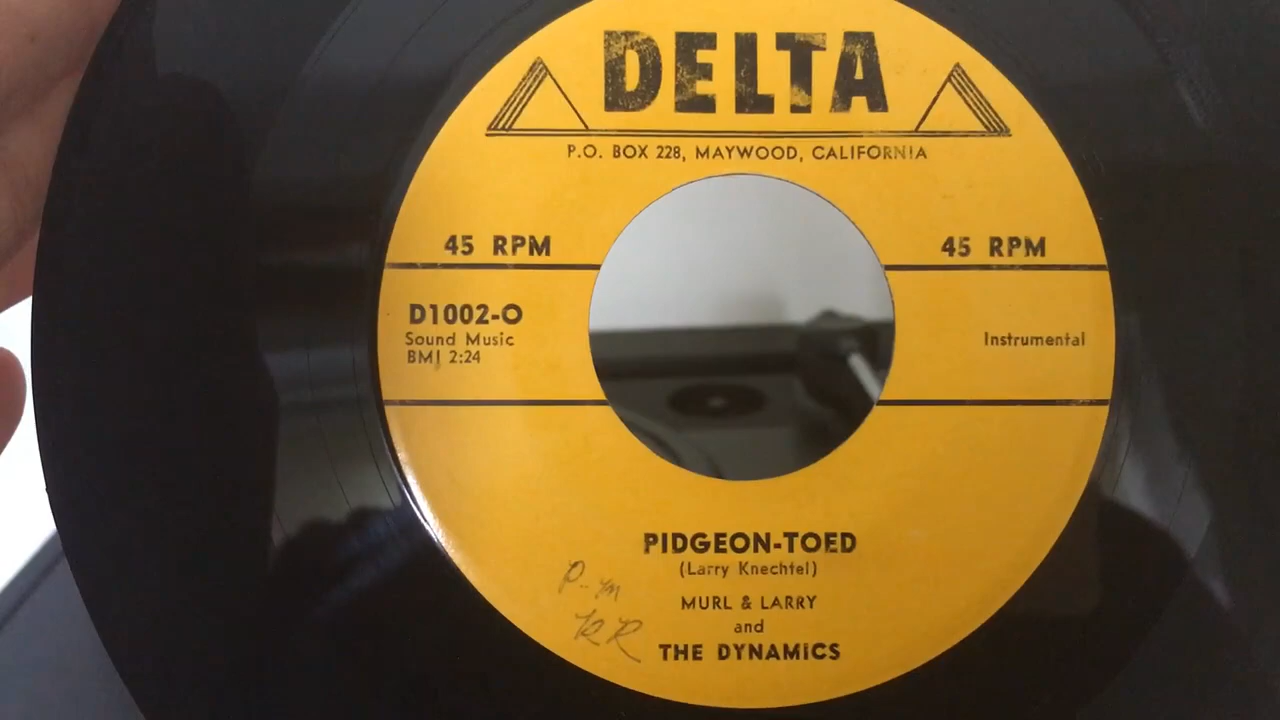 DELTA
P.O. BOX 228, MAYWOOD, CALIFORNIA
45 RPM 45 RPM
D1002-O
Sound Music Instrumental
BMI 2:24
PIDGEON-TOED
(Larry Knechtel)
MURL & LARRY
and
THE DYNAMICS
RR